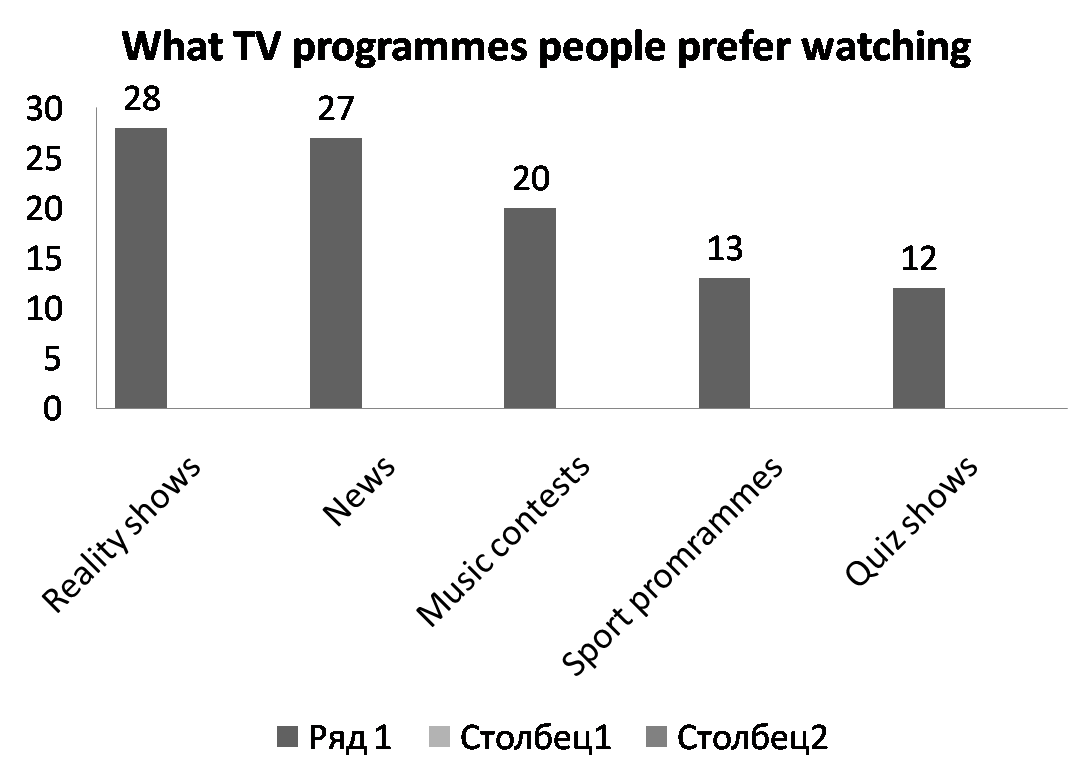 What TV programmes people prefer watching
30
25
20
15
10
5
0
28
27
20
13
12
Reality shows
News
Music contests
Sport promrammes
Quiz shows
Ряд 1
Столбец1
Столбец2